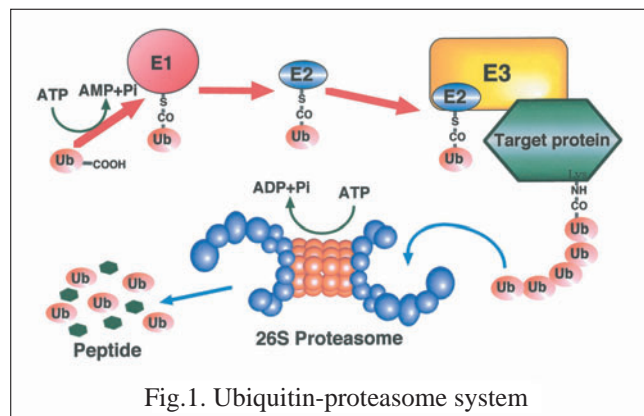 E1
E2
E3
ATP
AMP+Pi
S
CO
Ub
Ub
COOH
S
CO
Ub
E2
S
CO
Ub
Target protein
Lys
NH
CO
Ub
Ub
Ub
Ub
Ub
ADP+Pi
ATP
Ub
Ub
Ub
Ub
Ub
Peptide
26S Proteasome
Fig.1. Ubiquitin-proteasome system